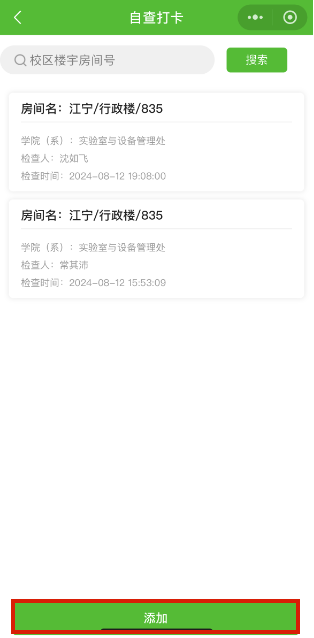 自查打卡
校区楼宇房间号
搜索
房间名：江宁/行政楼/835
学院（系）：实验室与设备管理处
检查人：沈如飞
检查时间：2024-08-12 19:08:00
房间名：江宁/行政楼/835
学院（系）：实验室与设备管理处
检查人：常其沛
检查时间：2024-08-12 15:53:09
添加